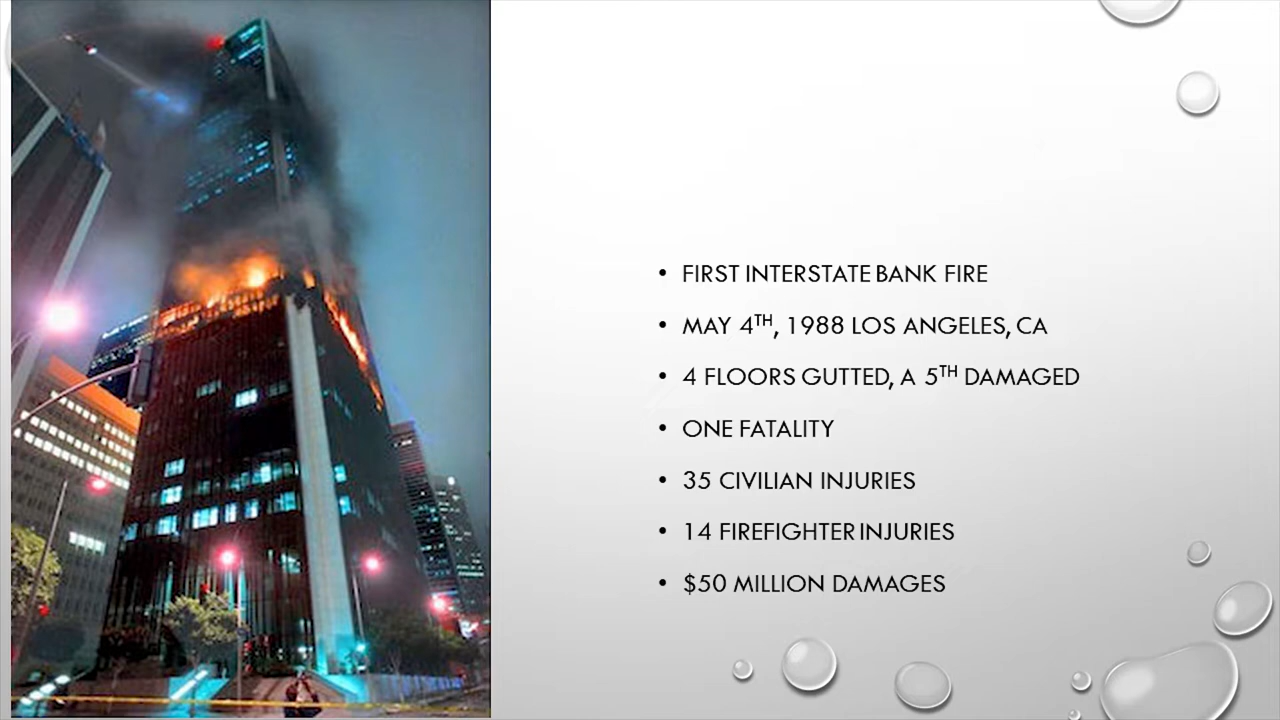 • FIRST INTERSTATE BANK FIRE
• MAY 4TH, 1988 LOS ANGELES, CA
• 4 FLOORS GUTTED, A 5TH DAMAGED
• ONE FATALITY
• 35 CIVILIAN INJURIES
• 14 FIREFIGHTER INJURIES
• $50 MILLION DAMAGES